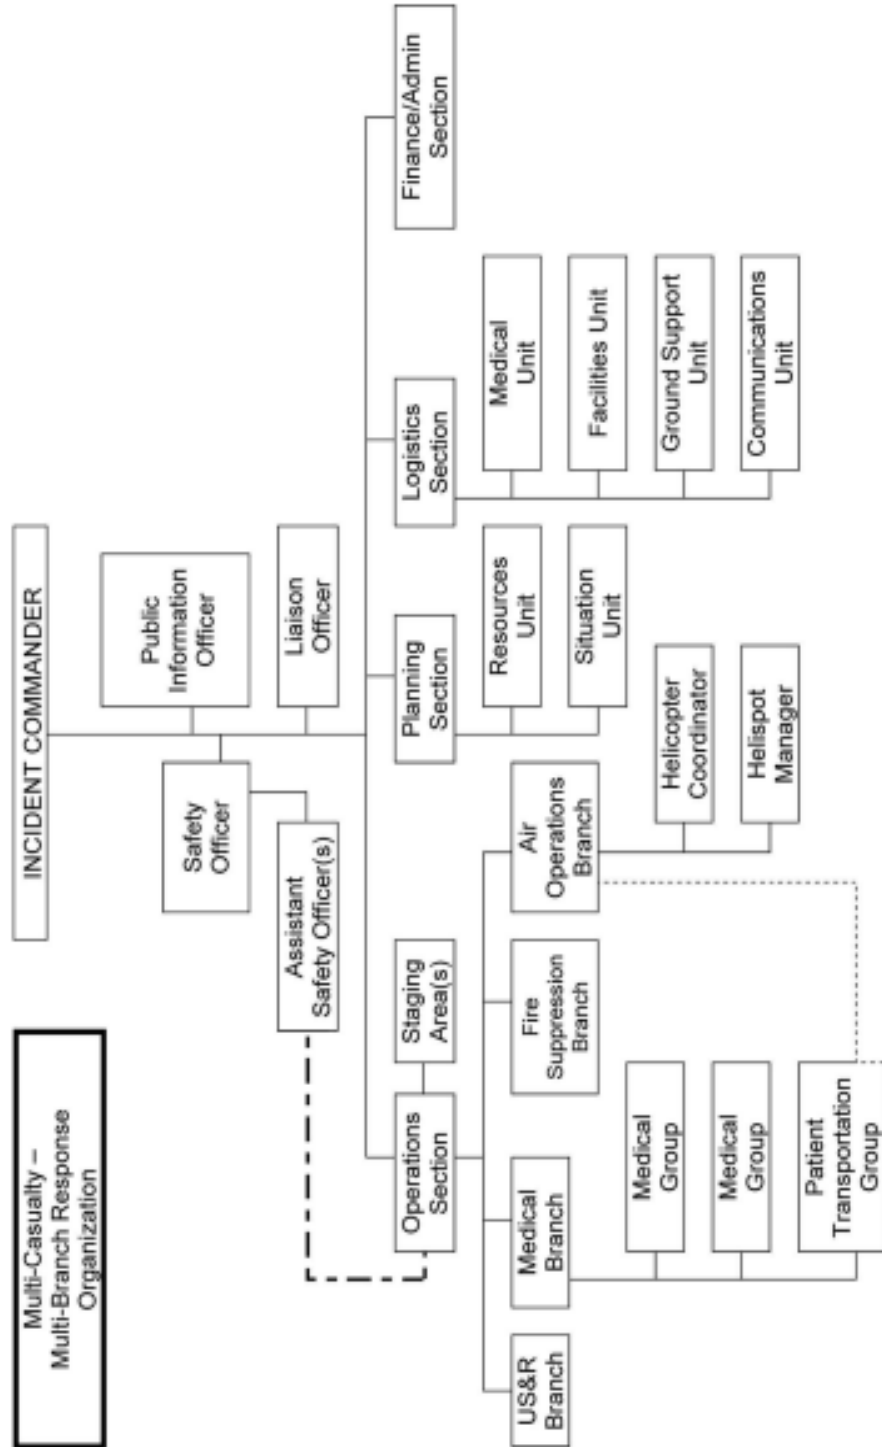 Multi-Casualty –
Multi-Branch Response
Organization
INCIDENT COMMANDER
Public
Information
Officer
Safety
Officer
Liaison
Officer
Assistant
Safety Officer(s)
Operations
Section
Staging
Area(s)
Planning
Section
Logistics
Section
Finance/Admin
Section
US&R
Branch
Medical
Branch
Fire
Suppression
Branch
Air
Operations
Branch
Resources
Unit
Situation
Unit
Medical
Unit
Facilities Unit
Ground Support
Unit
Communications
Unit
Medical
Group
Medical
Group
Patient
Transportation
Group
Helicopter
Coordinator
Helispot
Manager